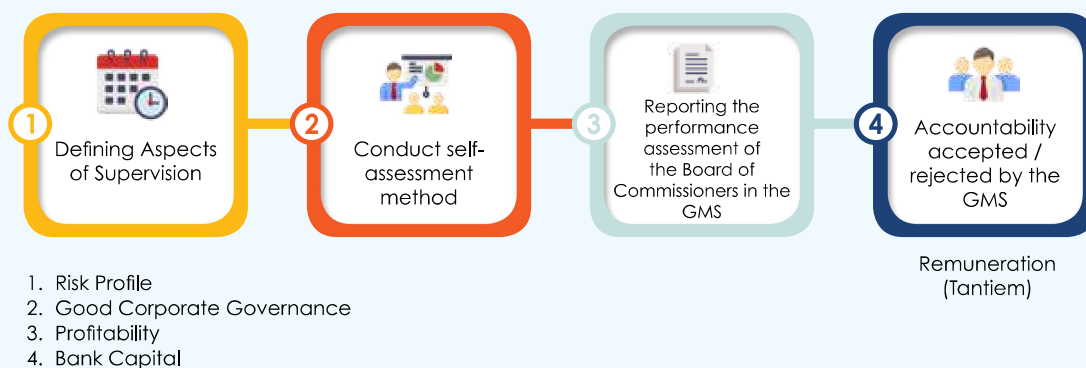 1
Defining Aspects
of Supervision
2
Conduct self-
assessment
method
3
Reporting the
performance
assessment of
the Board of
Commissioners in the
GMS
4
Accountability
accepted /
rejected by the
GMS
1. Risk Profile
2. Good Corporate Governance
3. Profitability
4. Bank Capital
Remuneration
(Tantiem)